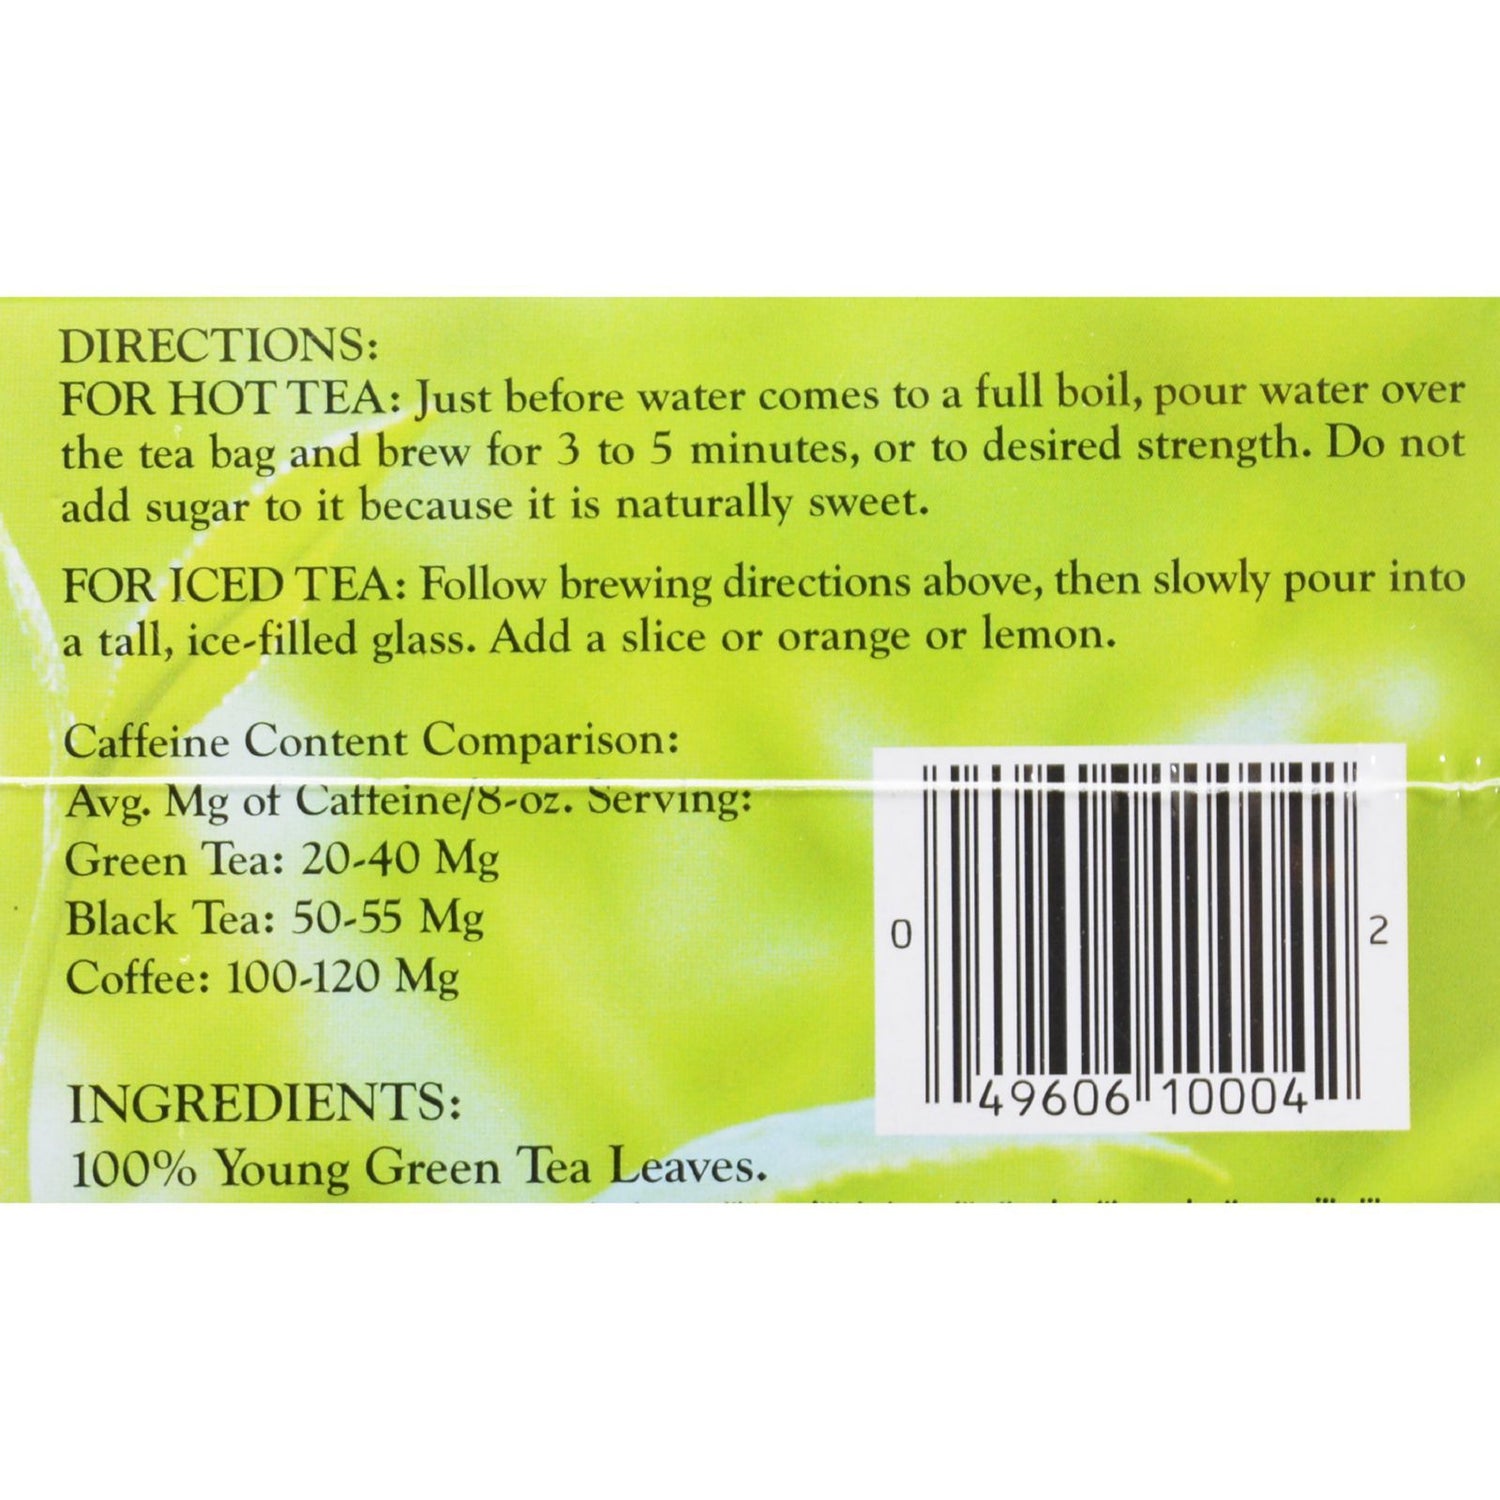 DIRECTIONS:
FOR HOT TEA: Just before water comes to a full boil, pour water over
the tea bag and brew for 3 to 5 minutes, or to desired strength. Do not
add sugar to it because it is naturally sweet.
FOR ICED TEA: Follow brewing directions above, then slowly pour into
a tall, ice-filled glass. Add a slice or orange or lemon.
Caffeine Content Comparison:
Avg. Mg of Caffeine/8-oz. Serving:
Green Tea: 20-40 Mg
Black Tea: 50-55 Mg
Coffee: 100-120 Mg
INGREDIENTS:
100% Young Green Tea Leaves.
0 49606 10004 2